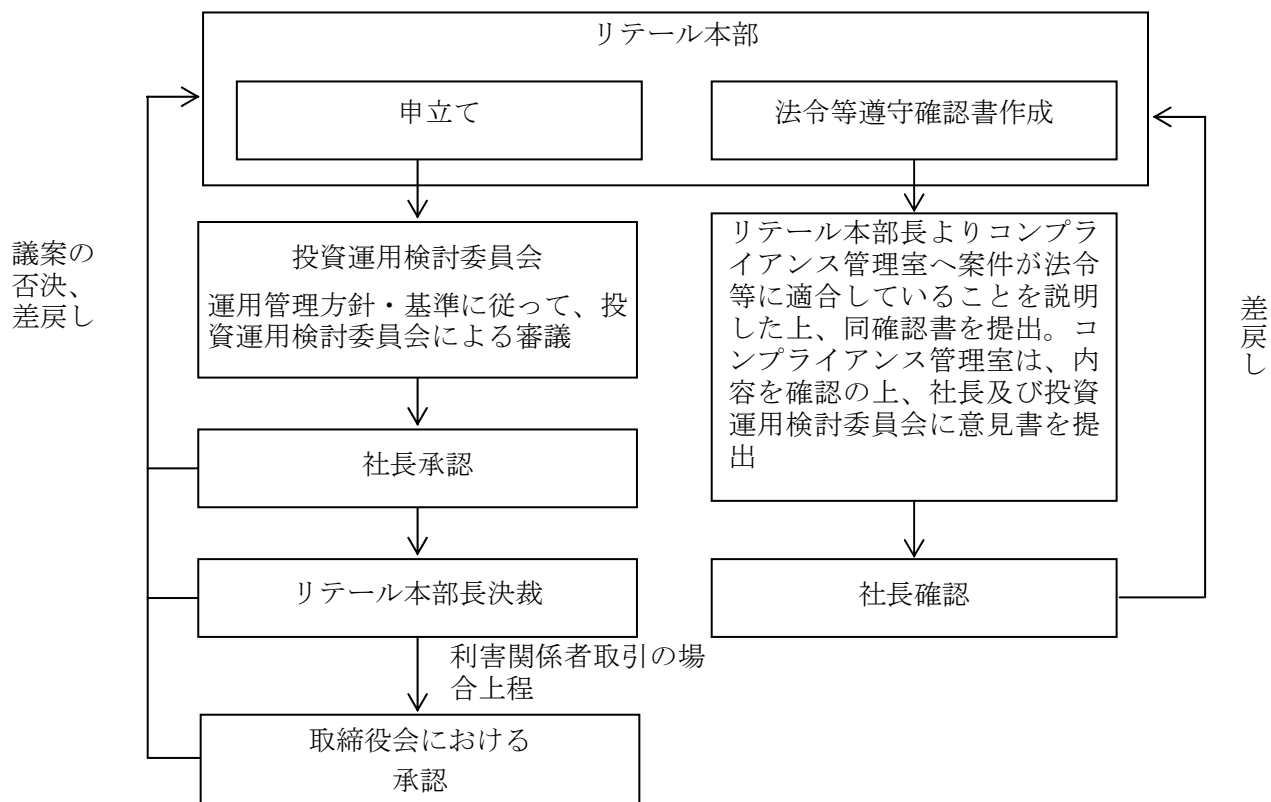 リテール本部
申立て
法令等遵守確認書作成
議案の
否決、
差戻し
投資運用検討委員会
運用管理方針・基準に従って、投
資運用検討委員会による審議
リテール本部長よりコンプラ
イアンス管理室へ案件が法令
等に適合していることを説明
した上、同確認書を提出。コ
ンプライアンス管理室は、内
容を確認の上、社長及び投資
運用検討委員会に意見書を提
出
差戻し
社長承認
リテール本部長決裁
社長確認
利害関係者取引の場
合上程
取締役会における
承認